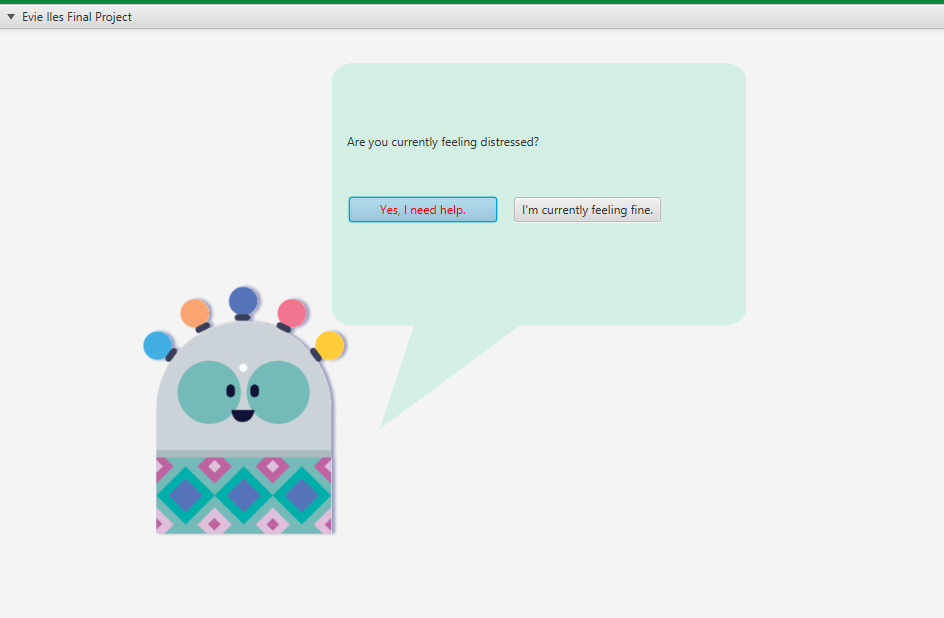 Evie Iles Final Project
Are you currently feeling distressed?
Yes, I need help.
I'm currently feeling fine.